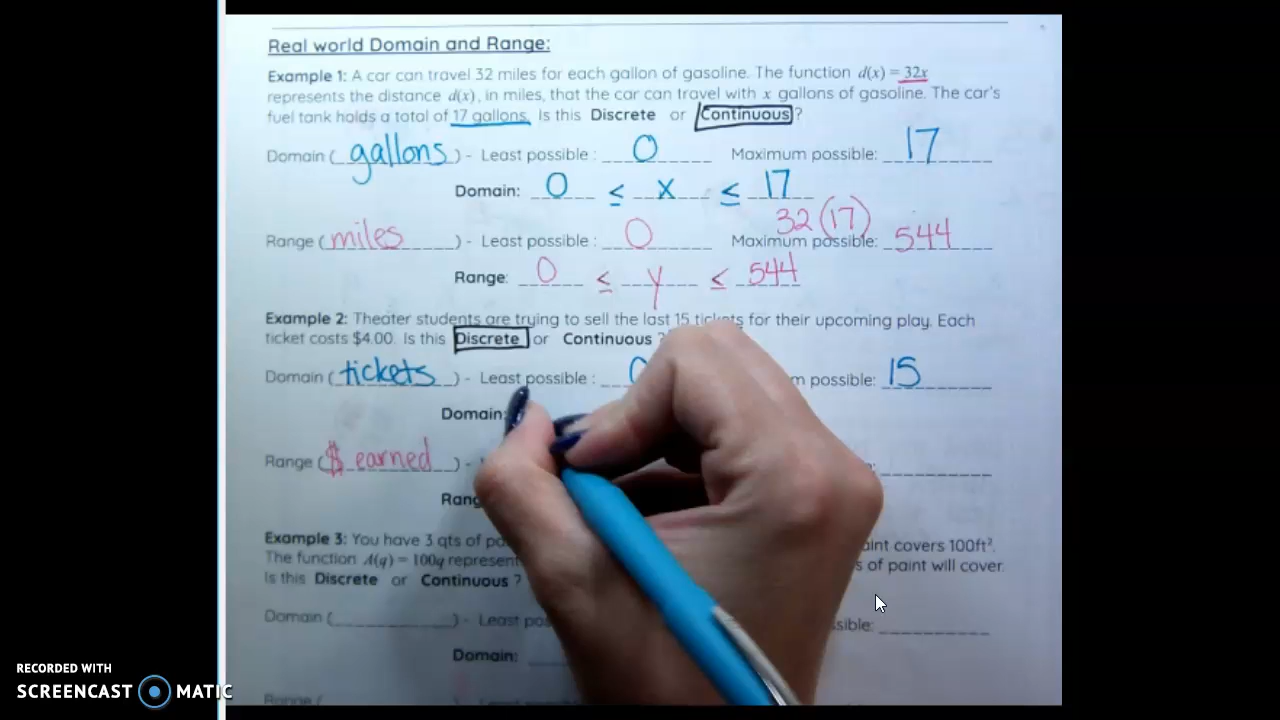 Real world Domain and Range:
Example 1: A car can travel 32 miles for each gallon of gasoline. The function d(x) = 32x
represents the distance d(x), in miles, that the car can travel with x gallons of gasoline. The car's
fuel tank holds a total of 17 gallons. Is this Discrete or Continuous?
Domain (gallons) - Least possible : 0 Maximum possible: 17
Domain: 0 ≤ x ≤ 17
32(17)
Range (miles) - Least possible : 0 Maximum possible: 544
Range: 0 ≤ y ≤ 544
Example 2: Theater students are trying to sell the last 15 tickets for their upcoming play. Each
ticket costs $4.00. Is this Discrete or Continuous ?
Domain (tickets) - Least possible : 0 possible: 15
Domain:
Range ($ earned) -
Example 3: You have 3 qts of covers 100ft².
The function A(q) = 100q of paint will cover.
Is this Discrete or Continuous ?
Domain ( ) - Least
Domain:
RECORDED WITH
SCREENCAST MATIC